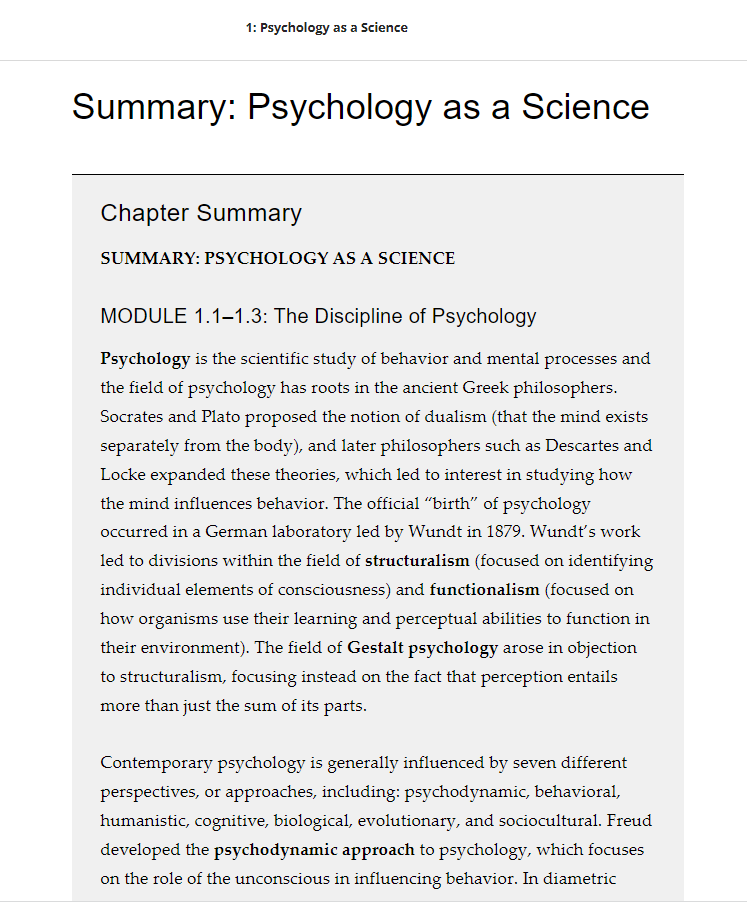 1: Psychology as a Science
Summary: Psychology as a Science
Chapter Summary
SUMMARY: PSYCHOLOGY AS A SCIENCE
MODULE 1.1–1.3: The Discipline of Psychology
Psychology is the scientific study of behavior and mental processes and
the field of psychology has roots in the ancient Greek philosophers.
Socrates and Plato proposed the notion of dualism (that the mind exists
separately from the body), and later philosophers such as Descartes and
Locke expanded these theories, which led to interest in studying how
the mind influences behavior. The official “birth” of psychology
occurred in a German laboratory led by Wundt in 1879. Wundt’s work
led to divisions within the field of structuralism (focused on identifying
individual elements of consciousness) and functionalism (focused on
how organisms use their learning and perceptual abilities to function in
their environment). The field of Gestalt psychology arose in objection
to structuralism, focusing instead on the fact that perception entails
more than just the sum of its parts.
Contemporary psychology is generally influenced by seven different
perspectives, or approaches, including: psychodynamic, behavioral,
humanistic, cognitive, biological, evolutionary, and sociocultural. Freud
developed the psychodynamic approach to psychology, which focuses
on the role of the unconscious in influencing behavior. In diametric